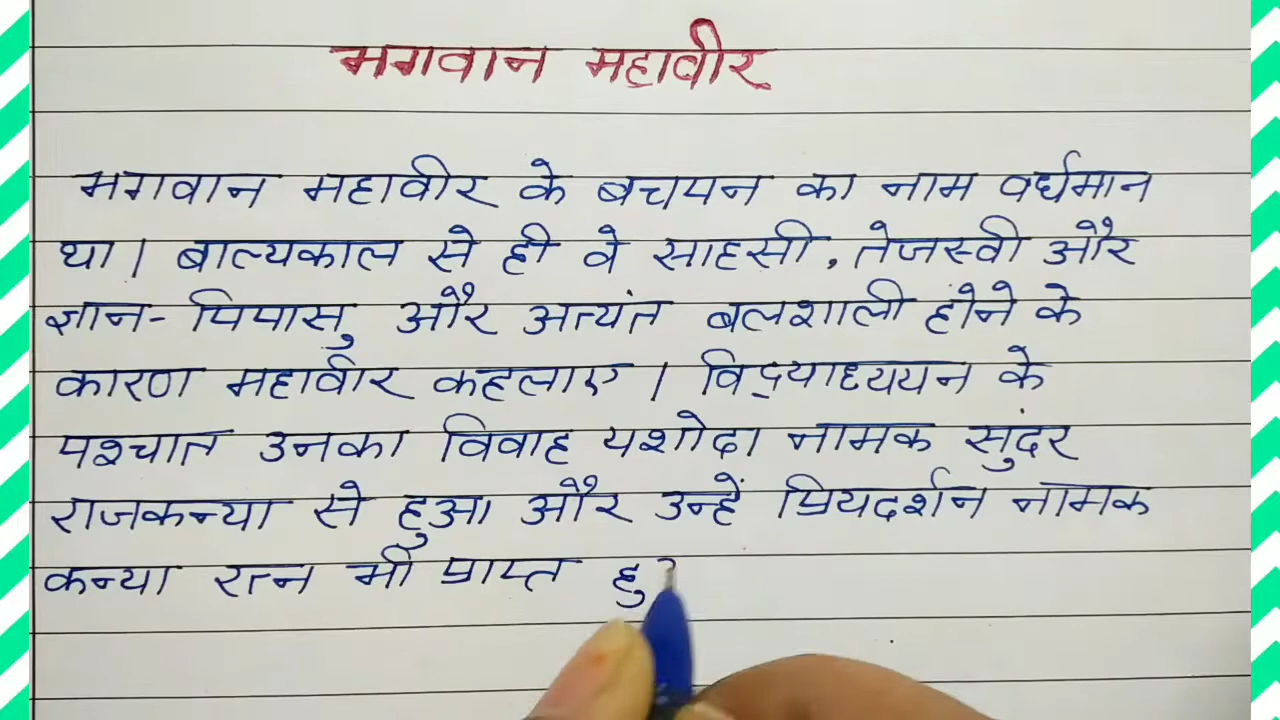 भगवान महावीर
भगवान महावीर के बचपन का नाम वर्धमान
था। बाल्यकाल से ही वे साहसी, तेजस्वी और
ज्ञान-पिपासु और अत्यंत बलशाली होने के
कारण महावीर कहलाए। विद्याध्ययन के
पश्चात उनका विवाह यशोदा नामक सुंदर
राजकन्या से हुआ और उन्हें प्रियदर्शन नामक
कन्या रत्न भी प्राप्त